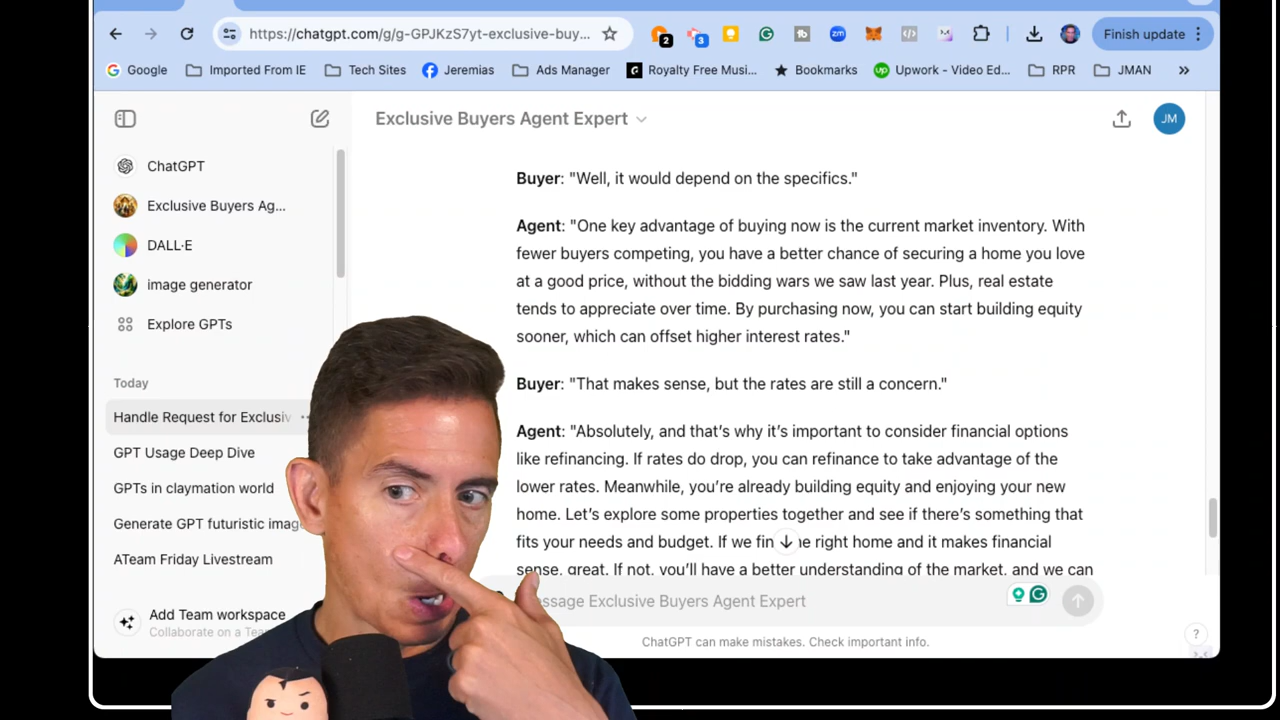 https://chatgpt.com/g/g-GPJKzS7yt-exclusive-buy...
2
3
tb
zm
Finish update
Google
Imported From IE
Tech Sites
Jeremias
Ads Manager
Royalty Free Musi...
Bookmarks
up
Upwork - Video Ed...
RPR
JMAN
»
Exclusive Buyers Agent Expert
JM
ChatGPT
Exclusive Buyers Ag...
DALL·E
image generator
Explore GPTs
Today
Handle Request for Exclusiv
GPT Usage Deep Dive
GPTs in claymation world
Generate GPT futuristic imag
ATeam Friday Livestream
Add Team workspace
Collaborate on a
Buyer: "Well, it would depend on the specifics."
Agent: "One key advantage of buying now is the current market inventory. With
fewer buyers competing, you have a better chance of securing a home you love
at a good price, without the bidding wars we saw last year. Plus, real estate
tends to appreciate over time. By purchasing now, you can start building equity
sooner, which can offset higher interest rates."
Buyer: "That makes sense, but the rates are still a concern."
Agent: "Absolutely, and that's why it's important to consider financial options
like refinancing. If rates do drop, you can refinance to take advantage of the
lower rates. Meanwhile, you're already building equity and enjoying your new
home. Let's explore some properties together and see if there's something that
fits your needs and budget. If we right home and it makes financial
sense, great. If not, you'll have a better understanding of the market, and we can
Exclusive Buyers Agent Expert
ChatGPT can make mistakes. Check important info.
?